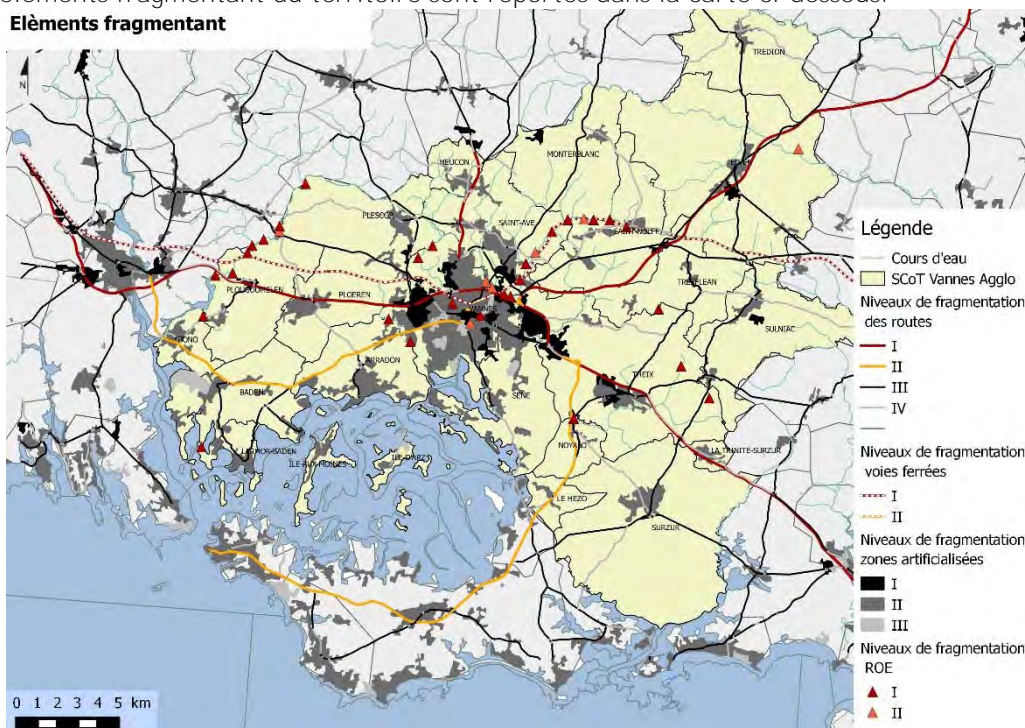 éléments fragmentant du territoire sont reportés dans la carte ci-dessous.
Elèments fragmentant
N
TREDION
MEUCON
MONTERBLANC
ELVEN
PLESCOP
SAINT-AVE
SAINT-NOLFF
PLOUGOUMELEN
PLOEREN
VANNES
TREFFLEAN
SULNIAC
BONO
ARRADON
BADEN
SENE
THEIX
LARMOR-BADEN
ILE-AUX-MOINES
ILE-D'ARZ
NOYALO
LA TRINITE-SURZUR
LE HEZO
SURZUR
Légende
Cours d'eau
SCoT Vannes Agglo
Niveaux de fragmentation
des routes
I
II
III
IV
Niveaux de fragmentation
voies ferrées
I
II
Niveaux de fragmentation
zones artificialisées
I
II
III
Niveaux de fragmentation
ROE
I
II
0 1 2 3 4 5 km